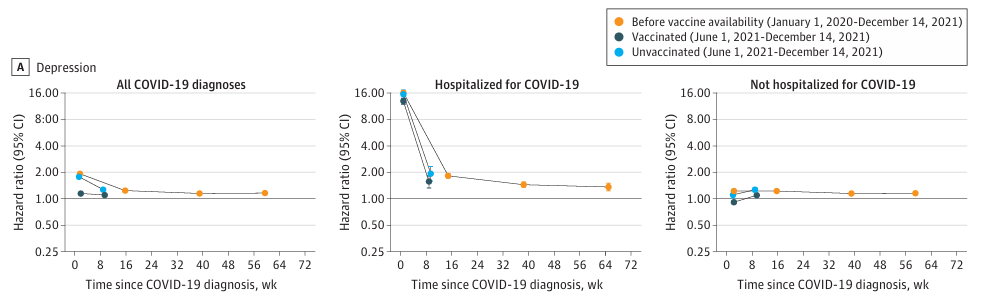 Before vaccine availability (January 1, 2020-December 14, 2021)
Vaccinated (June 1, 2021-December 14, 2021)
Unvaccinated (June 1, 2021-December 14, 2021)
A Depression
All COVID-19 diagnoses
Hazard ratio (95% CI)
16.00
8:00
4.00
2.00
1.00
0.50
0.25
0 8 16 24 32 40 48 56 64 72
Time since COVID-19 diagnosis, wk
Hospitalized for COVID-19
Hazard ratio (95% CI)
16.00
8.00
4.00
2.00
1.00
0.50
0.25
0 8 16 24 32 40 48 56 64 72
Time since COVID-19 diagnosis, wk
Not hospitalized for COVID-19
Hazard ratio (95% CI)
16.00
8.00
4.00
2.00
1.00
0.50
0.25
0 8 16 24 32 40 48 56 64 72
Time since COVID-19 diagnosis, wk